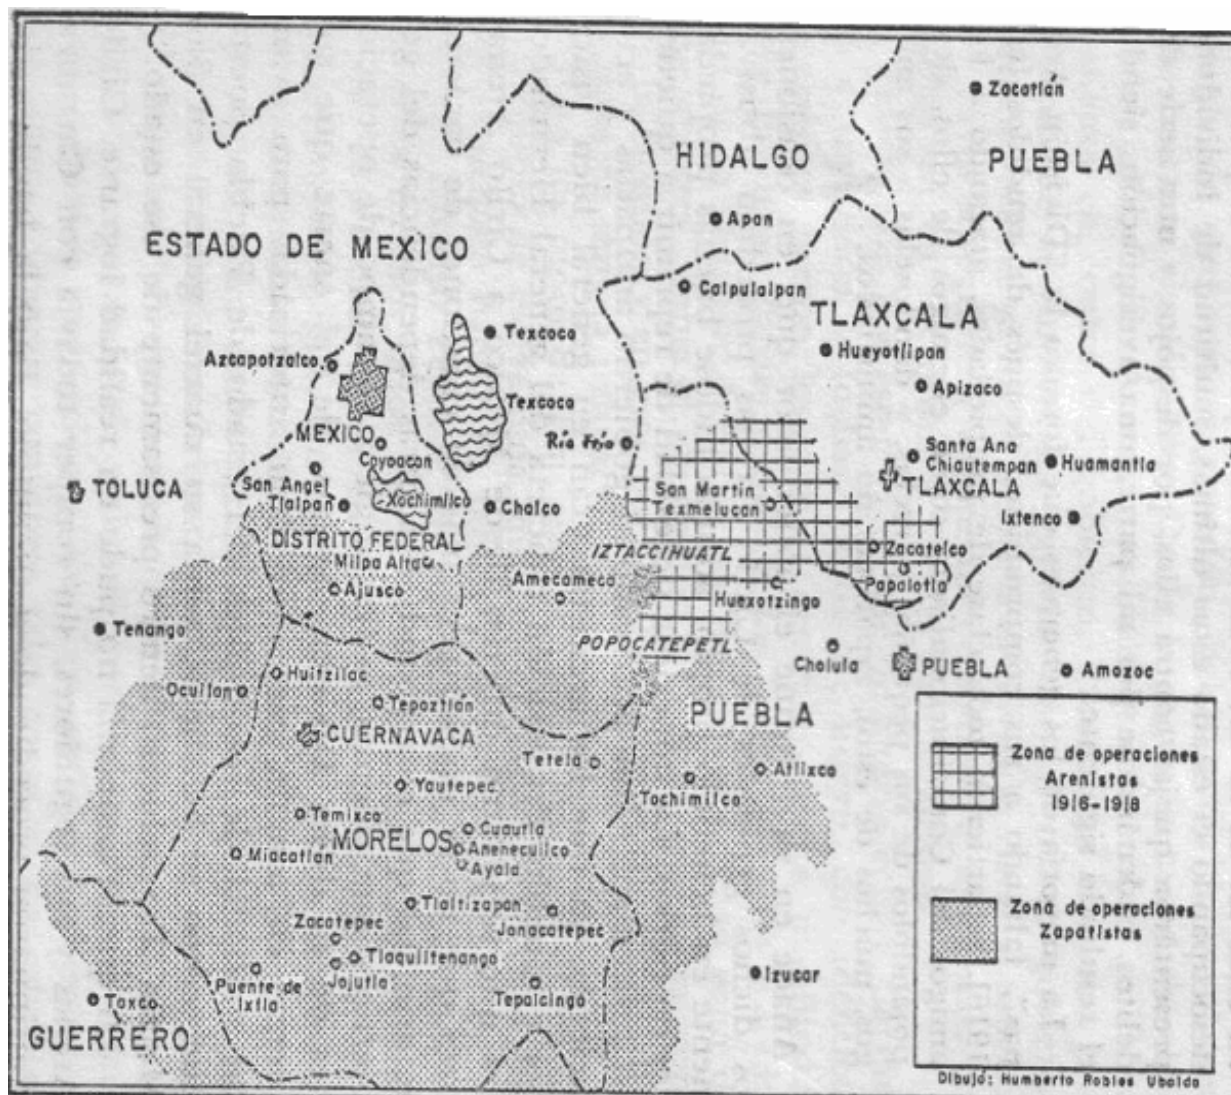 Zacatlán
HIDALGO
PUEBLA
Apan
ESTADO DE MEXICO
Calpulalpan
TLAXCALA
Texcoco
Hueyotlipan
Azcapotzalco
Apizaco
Texcoco
MEXICO
Río Frío
Coyoacan
Santa Ana
Chiautempan
Huamantla
San Angel
TOLUCA
Xochimilco
San Martín
Texmelucan
TLAXCALA
Tlalpan
Chalco
Ixtenco
DISTRITO FEDERAL
IZTACCIHUATL
Zacatelco
Milpa Alta
Ajusco
Amecameca
Papalotla
Huexotzingo
Tenango
POPOCATEPETL
Cholula
PUEBLA
Amozoc
Huitzilac
Ocuilan
Tepoztlán
PUEBLA
CUERNAVACA
Tetela
Atlixco
Yautepec
Tochimilco
Temixco
Cuautla
MORELOS
Anenecuilco
Miacatlan
Ayala
Tlaltizapan
Jonacatepec
Zacatepec
Tlaquiltenango
Jojutla
Puente de
Ixtla
Tepalcingo
Izucar
Taxco
GUERRERO
Zona de operaciones
Arenistas
1916-1918
Zona de operaciones
Zapatistas
Dibujó: Humberto Robles Ubaldo